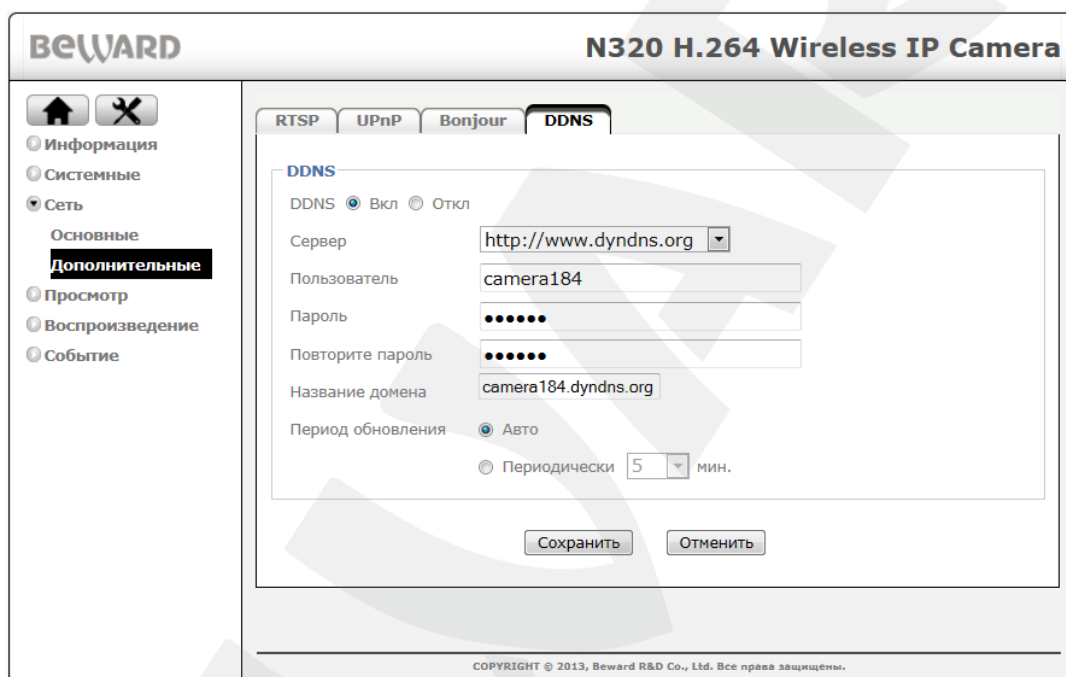 BEWARD
N320 H.264 Wireless IP Camera
RTSP UPnP Bonjour DDNS
Информация
Системные
Сеть
Основные
Дополнительные
Просмотр
Воспроизведение
Событие
DDNS
DDNS Вкл Откл
Сервер http://www.dyndns.org
Пользователь camera184
Пароль ●●●●●●
Повторите пароль ●●●●●●
Название домена camera184.dyndns.org
Период обновления Авто
Периодически 5 мин.
Сохранить Отменить
COPYRIGHT © 2013, Beward R&D Co., Ltd. Все права защищены.